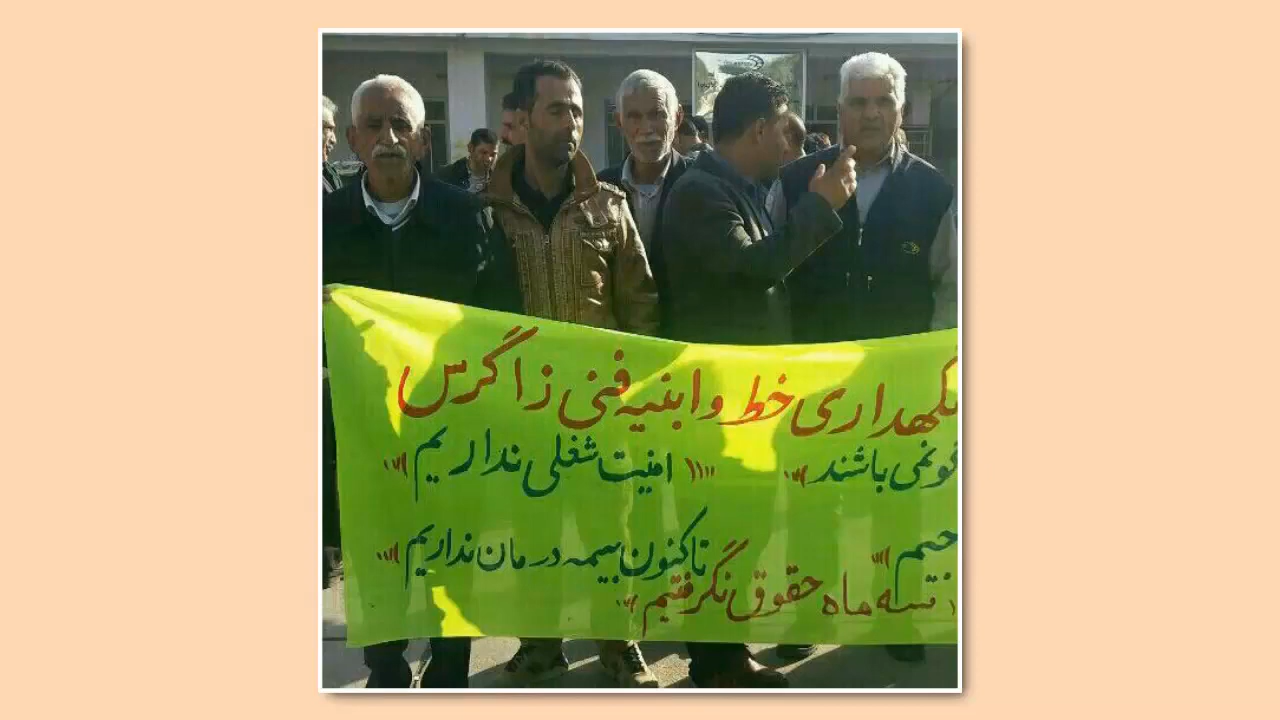 نگهداری خط و ابنیه فنی زاگرس
نمی باشند «امنیت شغلی نداریم»
تاکنون بیمه درمان نداریم»
سه ماه حقوق نگرفتیم»